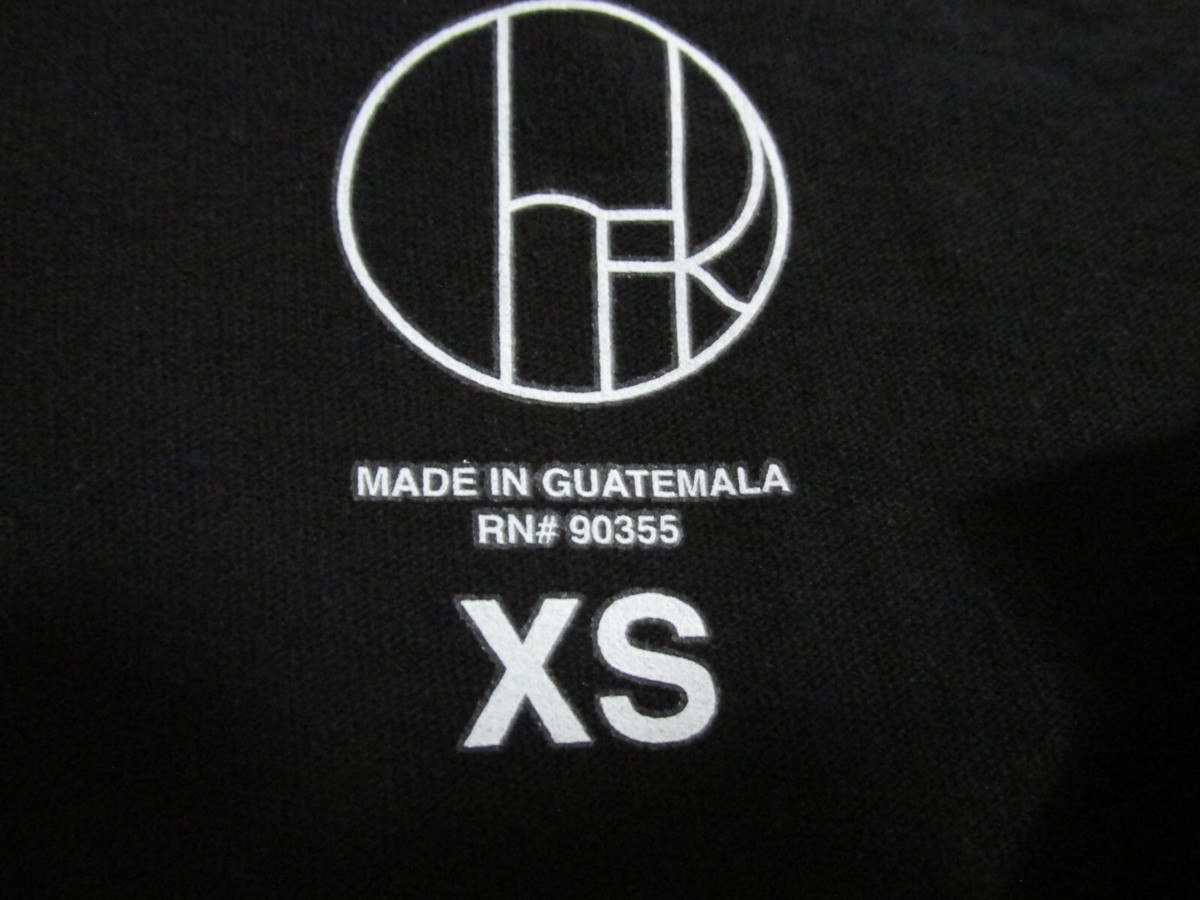 MADE IN GUATEMALA
RN# 90355
XS